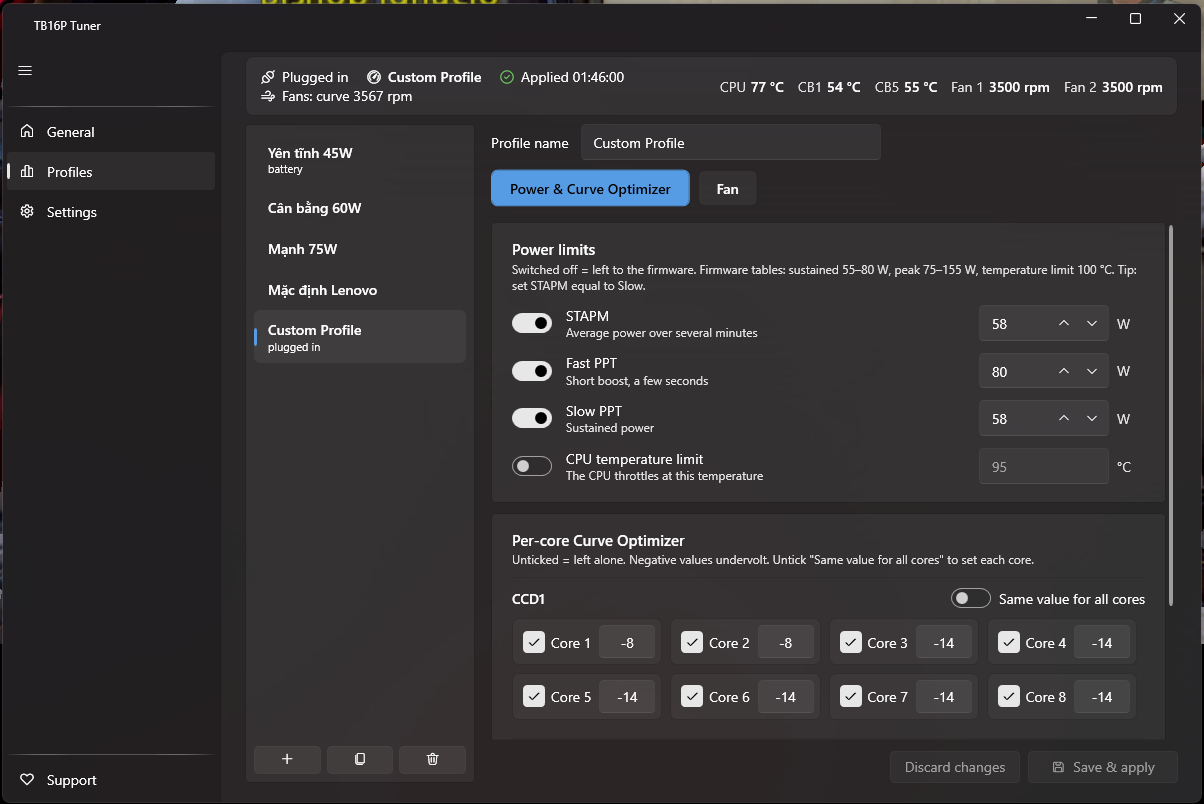 TB16P Tuner
Plugged in Custom Profile Applied 01:46:00
Fans: curve 3567 rpm
CPU 77 °C CB1 54 °C CB5 55 °C Fan 1 3500 rpm Fan 2 3500 rpm
General
Profiles
Settings
Support
Yên tĩnh 45W
battery
Cân bằng 60W
Mạnh 75W
Mặc định Lenovo
Custom Profile
plugged in
Profile name Custom Profile
Power & Curve Optimizer Fan
Power limits
Switched off = left to the firmware. Firmware tables: sustained 55–80 W, peak 75–155 W, temperature limit 100 °C. Tip:
set STAPM equal to Slow.
STAPM
Average power over several minutes
58 W
Fast PPT
Short boost, a few seconds
80 W
Slow PPT
Sustained power
58 W
CPU temperature limit
The CPU throttles at this temperature
95 °C
Per-core Curve Optimizer
Unticked = left alone. Negative values undervolt. Untick "Same value for all cores" to set each core.
CCD1 Same value for all cores
Core 1 -8 Core 2 -8 Core 3 -14 Core 4 -14
Core 5 -14 Core 6 -14 Core 7 -14 Core 8 -14
Discard changes Save & apply